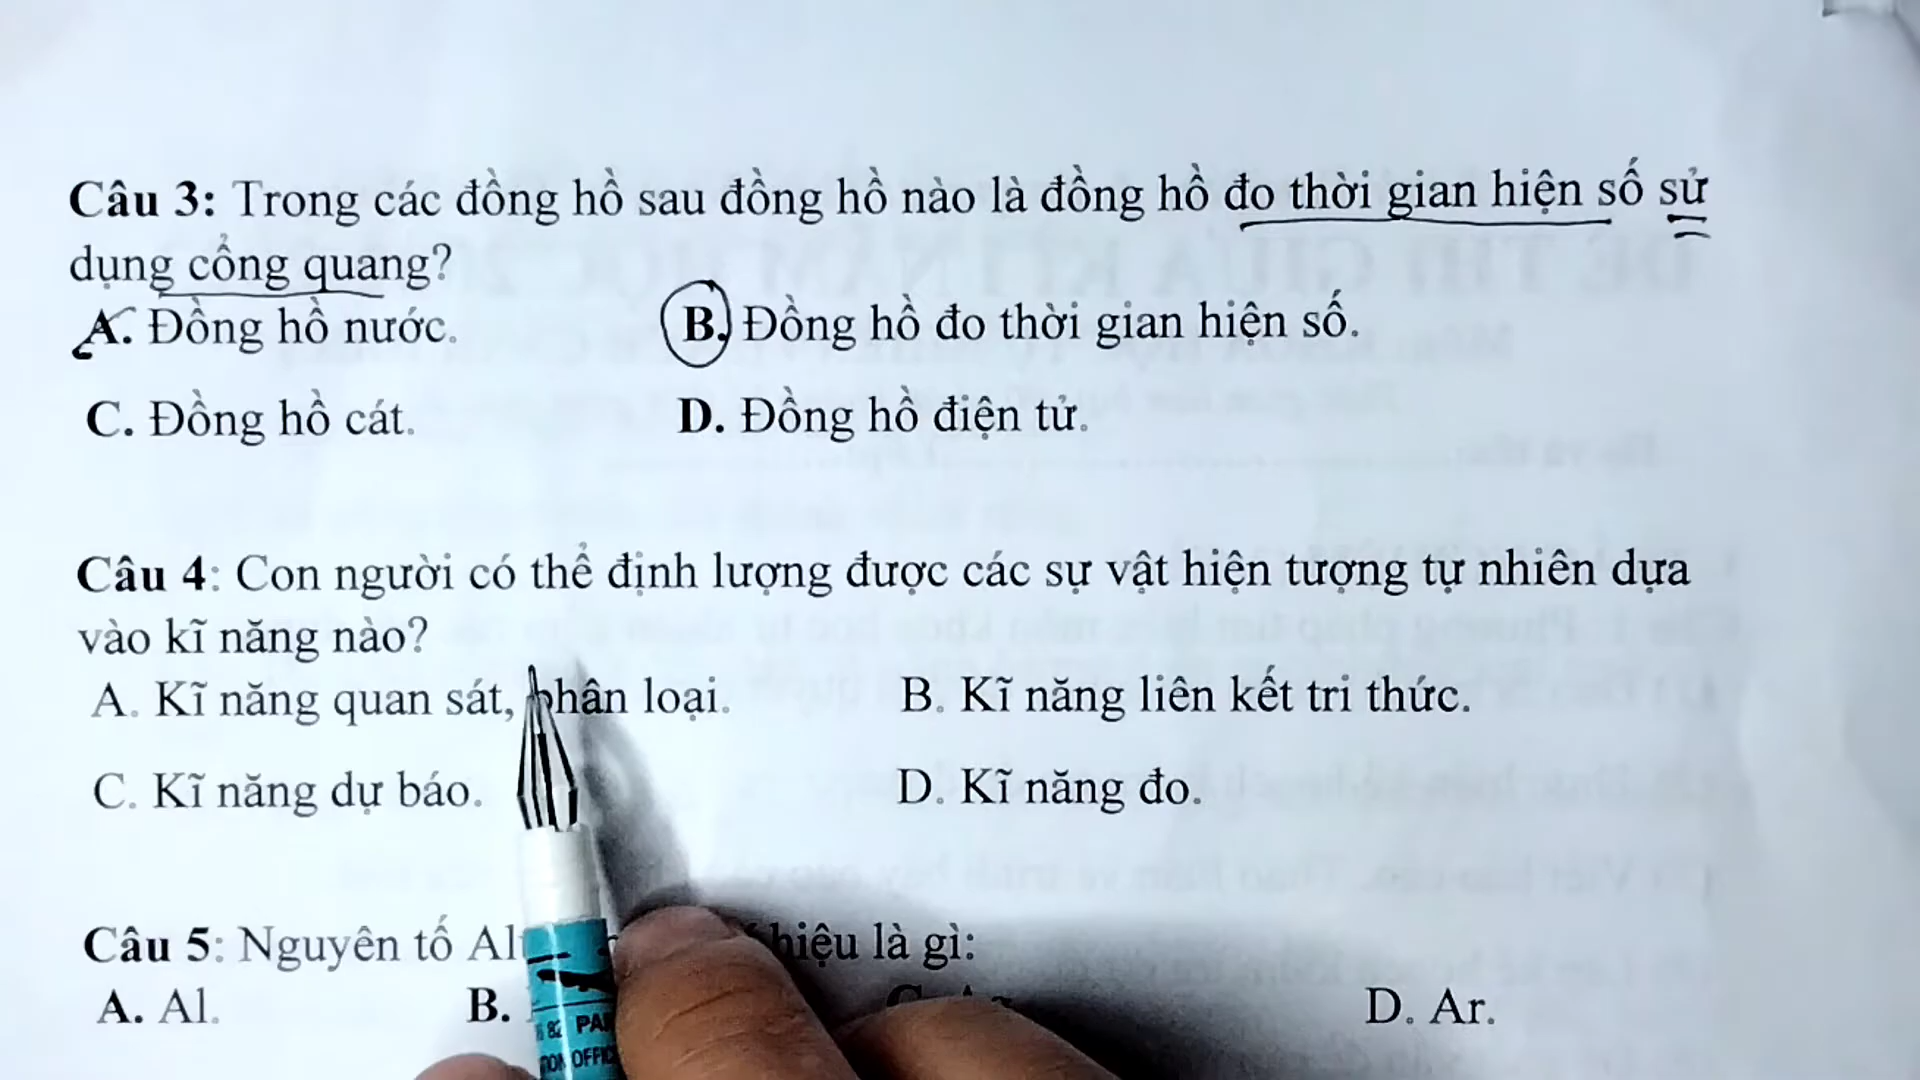 Câu 3: Trong các đồng hồ sau đồng hồ nào là đồng hồ đo thời gian hiện số sử
dụng cổng quang?
A. Đồng hồ nước.
B. Đồng hồ đo thời gian hiện số.
C. Đồng hồ cát.
D. Đồng hồ điện tử.
Câu 4: Con người có thể định lượng được các sự vật hiện tượng tự nhiên dựa
vào kĩ năng nào?
A. Kĩ năng quan sát, phân loại.
B. Kĩ năng liên kết tri thức.
C. Kĩ năng dự báo.
D. Kĩ năng đo.
Câu 5: Nguyên tố hiệu là gì:
A. Al.
B.
D. Ar.